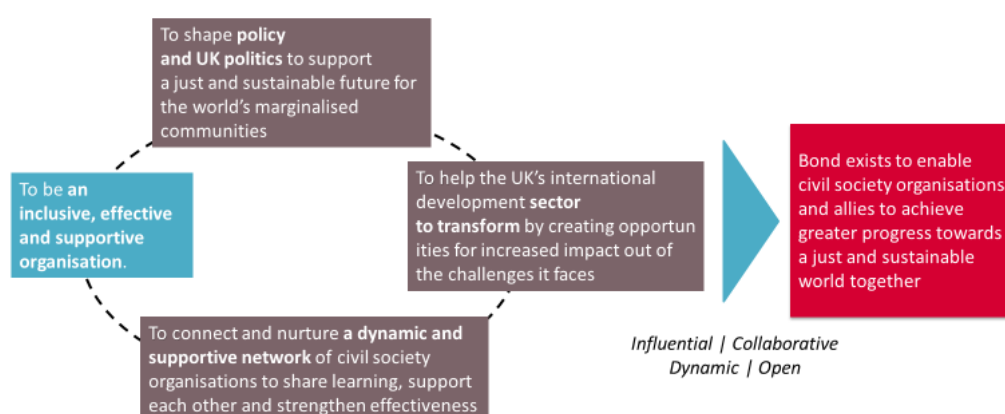 To shape policy
and UK politics to support
a just and sustainable future for
the world's marginalised
communities
To be an
inclusive, effective
and supportive
organisation.
To help the UK's international
development sector
to transform by creating opportun
ities for increased impact out of
the challenges it faces
To connect and nurture a dynamic and
supportive network of civil society
organisations to share learning, support
each other and strengthen effectiveness
Bond exists to enable
civil society organisations
and allies to achieve
greater progress towards
a just and sustainable
world together
Influential | Collaborative
Dynamic | Open